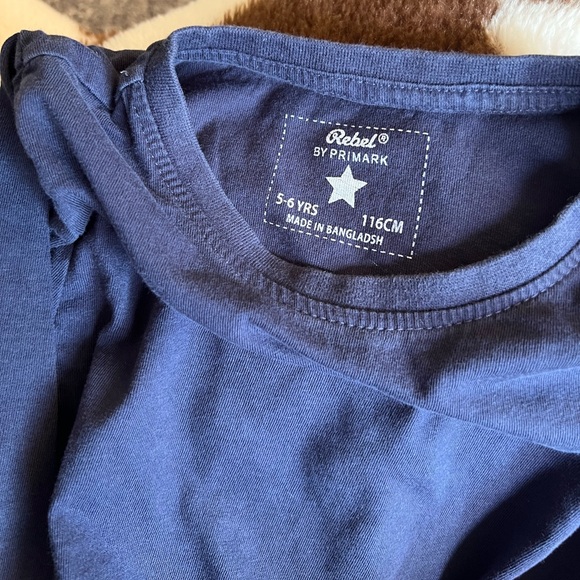 Rebel®
BY PRIMARK
5-6 YRS 116CM
MADE IN BANGLADSH